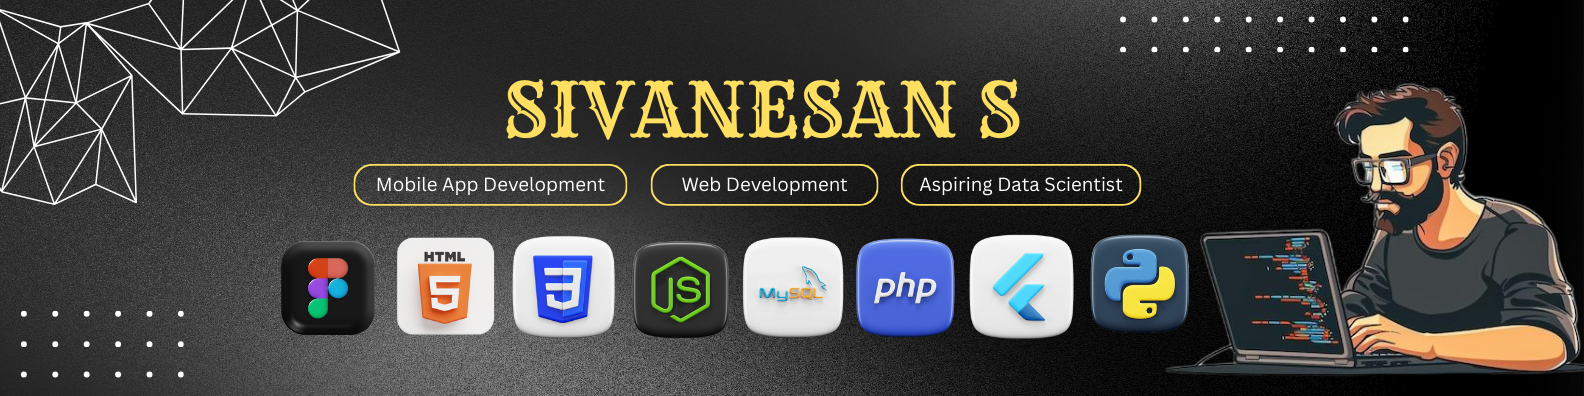 SIVANESAN S
Mobile App Development
Web Development
Aspiring Data Scientist
HTML
5
3
JS
MySQL
php